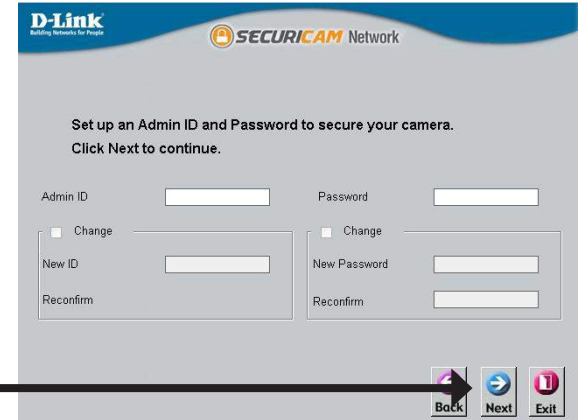 D-Link
Building Networks for People
SECURICAM Network
Set up an Admin ID and Password to secure your camera.
Click Next to continue.
Admin ID
Password
Change
Change
New ID
New Password
Reconfirm
Reconfirm
Back
Next
Exit